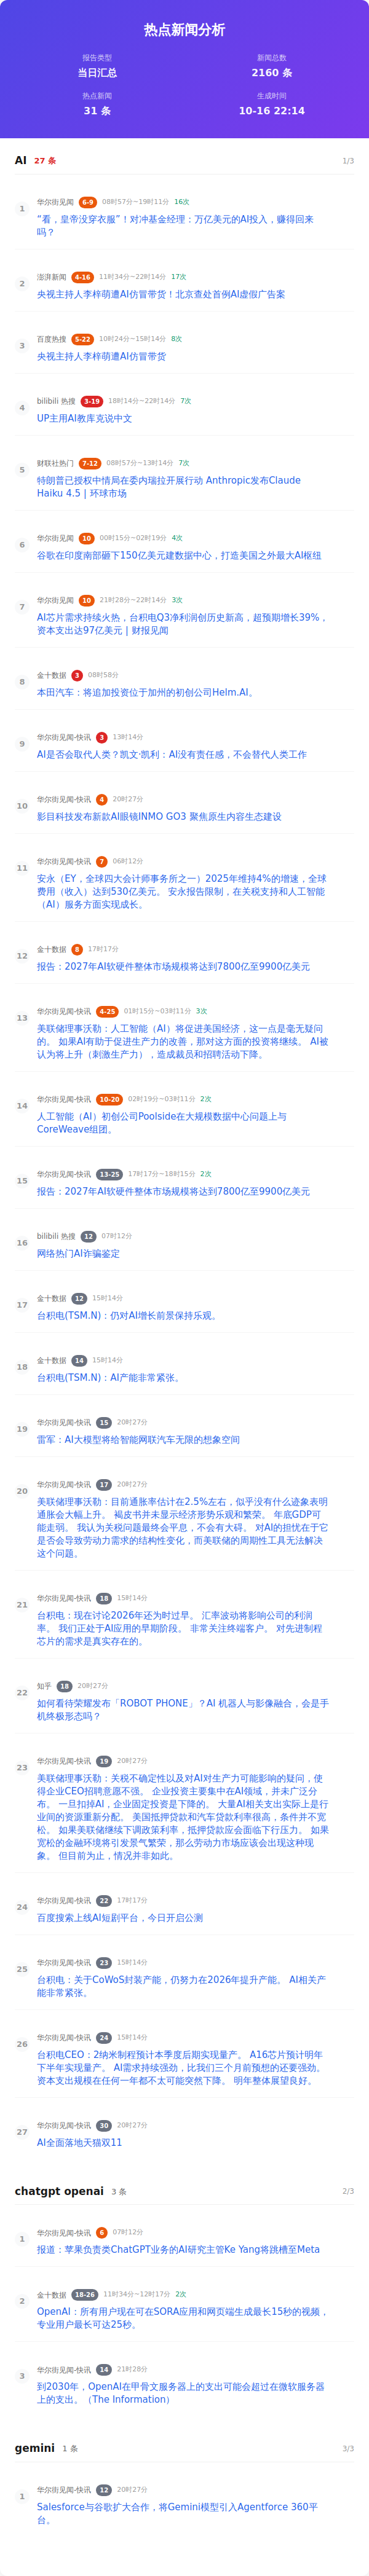 热点新闻分析
报告类型
当日汇总
新闻总数
2160 条
热点新闻
31 条
生成时间
10-16 22:14
AI 27 条 1/3
1
华尔街见闻 6-9 08时57分~19时11分 16次
“看，皇帝没穿衣服”！对冲基金经理：万亿美元的AI投入，赚得回来
吗？
2
澎湃新闻 4-16 11时34分~22时14分 17次
央视主持人李梓萌遭AI仿冒带货！北京查处首例AI虚假广告案
3
百度热搜 5-22 10时24分~15时14分 8次
央视主持人李梓萌遭AI仿冒带货
4
bilibili 热搜 3-19 18时14分~22时14分 7次
UP主用AI教库克说中文
5
财联社热门 7-12 08时57分~13时14分 7次
特朗普已授权中情局在委内瑞拉开展行动 Anthropic发布Claude
Haiku 4.5 | 环球市场
6
华尔街见闻 10 00时15分~02时19分 4次
谷歌在印度南部砸下150亿美元建数据中心，打造美国之外最大AI枢纽
7
华尔街见闻 10 21时28分~22时14分 3次
AI芯片需求持续火热，台积电Q3净利润创历史新高，超预期增长39%，
资本支出达97亿美元 | 财报见闻
8
金十数据 3 08时58分
本田汽车：将追加投资位于加州的初创公司Helm.AI。
9
华尔街见闻-快讯 3 13时14分
AI是否会取代人类？凯文·凯利：AI没有责任感，不会替代人类工作
10
华尔街见闻-快讯 4 20时27分
影目科技发布新款AI眼镜INMO GO3 聚焦原生内容生态建设
11
华尔街见闻-快讯 7 06时12分
安永（EY，全球四大会计师事务所之一）2025年维持4%的增速，全球
费用（收入）达到530亿美元。 安永报告限制，在关税支持和人工智能
（AI）服务方面实现成长。
12
金十数据 8 17时17分
报告：2027年AI软硬件整体市场规模将达到7800亿至9900亿美元
13
华尔街见闻-快讯 4-25 01时15分~03时11分 3次
美联储理事沃勒：人工智能（AI）将促进美国经济，这一点是毫无疑问
的。 如果AI有助于促进生产力的改善，那对这方面的投资将继续。 AI被
认为将上升（刺激生产力），造成裁员和招聘活动下降。
14
华尔街见闻-快讯 10-20 02时19分~03时11分 2次
人工智能（AI）初创公司Poolside在大规模数据中心问题上与
CoreWeave组团。
15
华尔街见闻-快讯 13-25 17时17分~18时15分 2次
报告：2027年AI软硬件整体市场规模将达到7800亿至9900亿美元
16
bilibili 热搜 12 07时12分
网络热门AI诈骗鉴定
17
金十数据 12 15时14分
台积电(TSM.N)：仍对AI增长前景保持乐观。
18
金十数据 14 15时14分
台积电(TSM.N)：AI产能非常紧张。
19
华尔街见闻-快讯 15 20时27分
雷军：AI大模型将给智能网联汽车无限的想象空间
20
华尔街见闻-快讯 17 20时27分
美联储理事沃勒：目前通胀率估计在2.5%左右，似乎没有什么迹象表明
通胀会大幅上升。 褐皮书并未显示经济形势乐观和繁荣。 年底GDP可
能走弱。 我认为关税问题最终会平息，不会有大碍。 对AI的担忧在于它
是否会导致劳动力需求的结构性变化，而美联储的周期性工具无法解决
这个问题。
21
华尔街见闻-快讯 18 15时14分
台积电：现在讨论2026年还为时过早。 汇率波动将影响公司的利润
率。 我们正处于AI应用的早期阶段。 非常关注终端客户。 对先进制程
芯片的需求是真实存在的。
22
知乎 18 20时27分
如何看待荣耀发布「ROBOT PHONE」？AI 机器人与影像融合，会是手
机终极形态吗？
23
华尔街见闻-快讯 19 20时27分
美联储理事沃勒：关税不确定性以及对AI对生产力可能影响的疑问，使
得企业CEO招聘意愿不强。 企业投资主要集中在AI领域，并未广泛分
布。 一旦扣掉AI，企业固定投资是下降的。 大量AI相关支出实际上是行
业间的资源重新分配。 美国抵押贷款和汽车贷款利率很高，条件并不宽
松。 如果美联储继续下调政策利率，抵押贷款应会面临下行压力。 如果
宽松的金融环境将引发景气繁荣，那么劳动力市场应该会出现这种现
象。 但目前为止，情况并非如此。
24
华尔街见闻-快讯 22 17时17分
百度搜索上线AI短剧平台，今日开启公测
25
华尔街见闻-快讯 23 15时14分
台积电：关于CoWoS封装产能，仍努力在2026年提升产能。 AI相关产
能非常紧张。
26
华尔街见闻-快讯 24 15时14分
台积电CEO：2纳米制程预计本季度后期实现量产。 A16芯片预计明年
下半年实现量产。 AI需求持续强劲，比我们三个月前预想的还要强劲。
资本支出规模在任何一年都不太可能突然下降。 明年整体展望良好。
27
华尔街见闻-快讯 30 20时27分
AI全面落地天猫双11
chatgpt openai 3 条 2/3
1
华尔街见闻-快讯 6 07时12分
报道：苹果负责类ChatGPT业务的AI研究主管Ke Yang将跳槽至Meta
2
金十数据 18-26 11时34分~12时17分 2次
OpenAI：所有用户现在可在SORA应用和网页端生成最长15秒的视频，
专业用户最长可达25秒。
3
华尔街见闻-快讯 14 21时28分
到2030年，OpenAI在甲骨文服务器上的支出可能会超过在微软服务器
上的支出。（The Information）
gemini 1 条 3/3
1
华尔街见闻-快讯 12 20时27分
Salesforce与谷歌扩大合作，将Gemini模型引入Agentforce 360平
台。